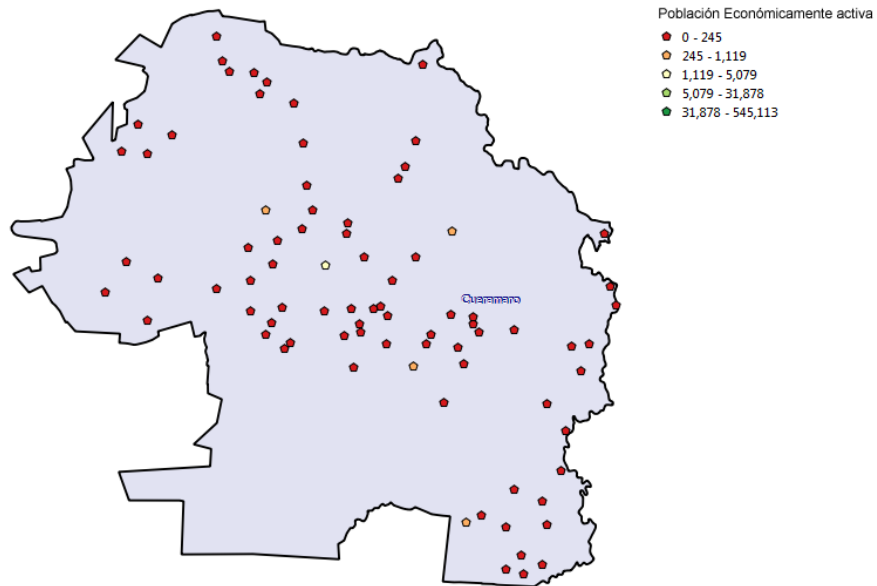 Población Económicamente activa
0 - 245
245 - 1,119
1,119 - 5,079
5,079 - 31,878
31,878 - 545,113
Cueramaro